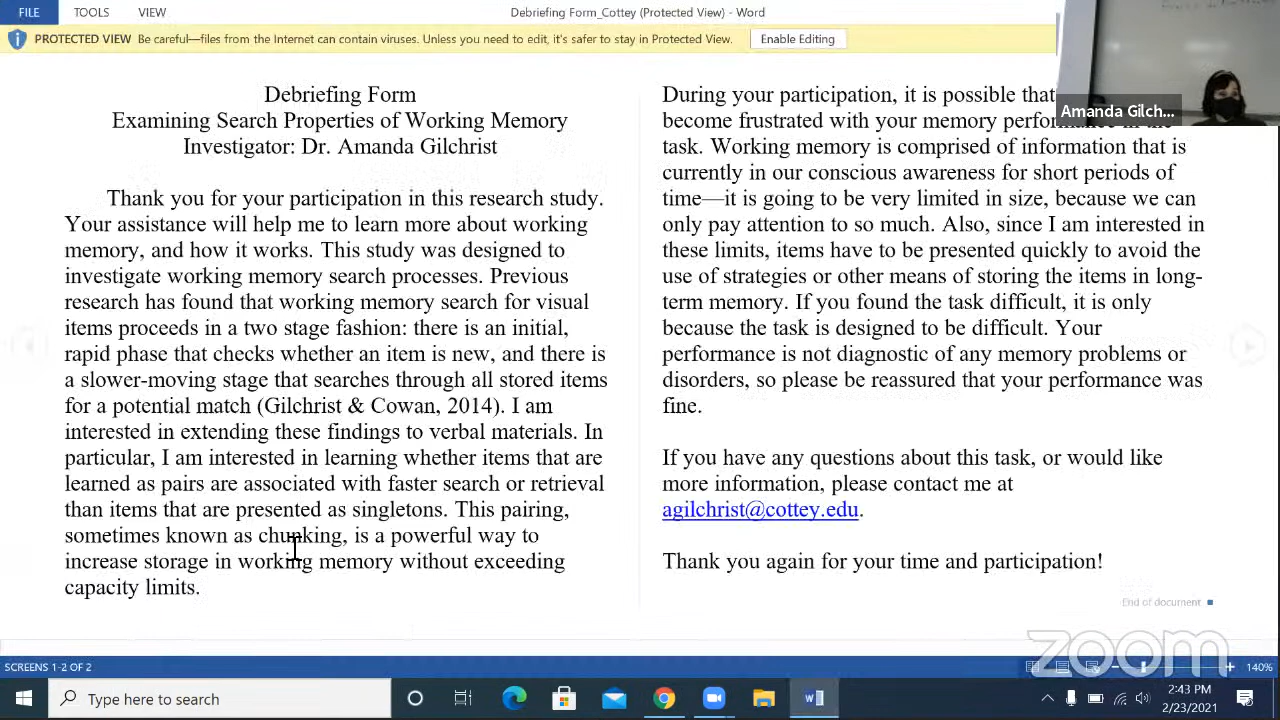 FILE TOOLS VIEW
Debriefing Form_Cottey (Protected View) - Word
PROTECTED VIEW Be careful—files from the Internet can contain viruses. Unless you need to edit, it's safer to stay in Protected View. Enable Editing
Debriefing Form
Examining Search Properties of Working Memory
Investigator: Dr. Amanda Gilchrist
Thank you for your participation in this research study.
Your assistance will help me to learn more about working
memory, and how it works. This study was designed to
investigate working memory search processes. Previous
research has found that working memory search for visual
items proceeds in a two stage fashion: there is an initial,
rapid phase that checks whether an item is new, and there is
a slower-moving stage that searches through all stored items
for a potential match (Gilchrist & Cowan, 2014). I am
interested in extending these findings to verbal materials. In
particular, I am interested in learning whether items that are
learned as pairs are associated with faster search or retrieval
than items that are presented as singletons. This pairing,
sometimes known as chunking, is a powerful way to
increase storage in working memory without exceeding
capacity limits.
During your participation, it is possible that
become frustrated with your memory performance in the
task. Working memory is comprised of information that is
currently in our conscious awareness for short periods of
time—it is going to be very limited in size, because we can
only pay attention to so much. Also, since I am interested in
these limits, items have to be presented quickly to avoid the
use of strategies or other means of storing the items in long-
term memory. If you found the task difficult, it is only
because the task is designed to be difficult. Your
performance is not diagnostic of any memory problems or
disorders, so please be reassured that your performance was
fine.
If you have any questions about this task, or would like
more information, please contact me at
agilchrist@cottey.edu.
Thank you again for your time and participation!
End of document
Amanda Gilch...
zoom
SCREENS 1-2 OF 2
140%
Type here to search
2:43 PM
2/23/2021